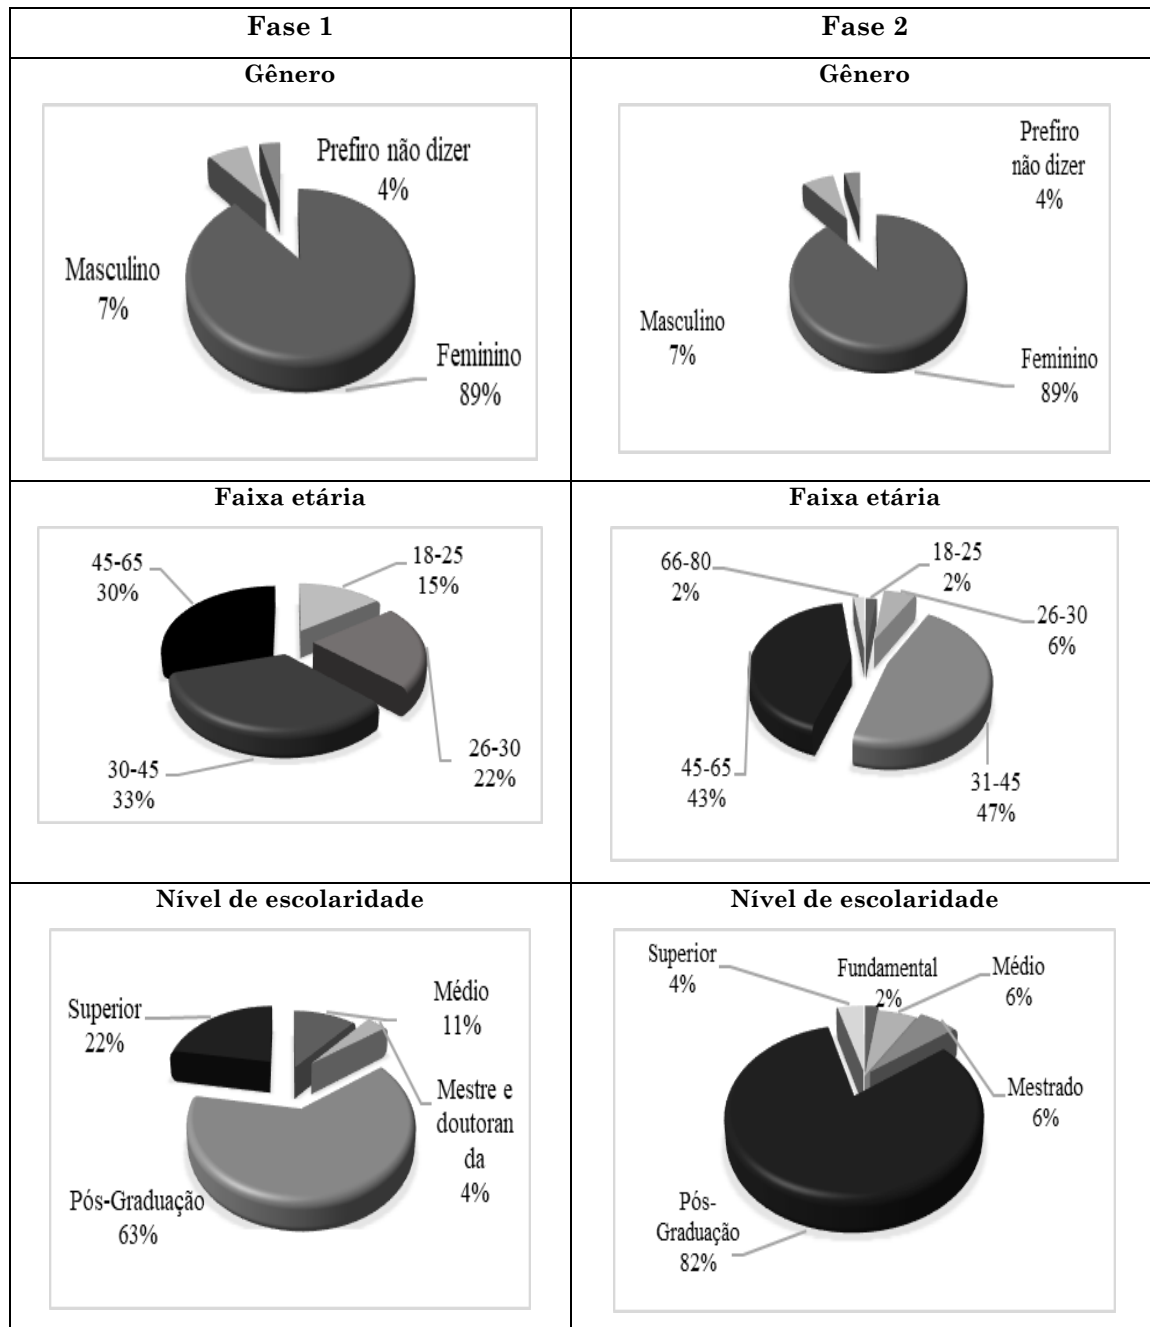 Fase 1
Fase 2
Gênero
Prefiro não dizer
4%
Masculino
7%
Feminino
89%
Gênero
Prefiro
não dizer
4%
Masculino
7%
Feminino
89%
Faixa etária
45-65
30%
18-25
15%
26-30
22%
30-45
33%
Faixa etária
66-80
2%
18-25
2%
26-30
6%
45-65
43%
31-45
47%
Nível de escolaridade
Superior
22%
Médio
11%
Mestre e
doutoran
da
4%
Pós-Graduação
63%
Nível de escolaridade
Superior
4%
Fundamental
2%
Médio
6%
Mestrado
6%
Pós-
Graduação
82%